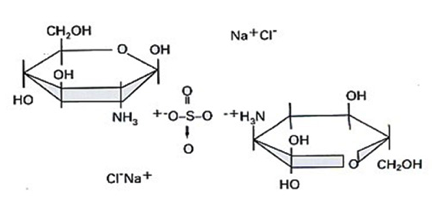 CH₂OH
O OH
Na⁺Cl⁻
OH
HO
NH₃
+- O-S-O -+
O
O
H₃N
OH
OH
HO
O
CH₂OH
Cl⁻Na⁺